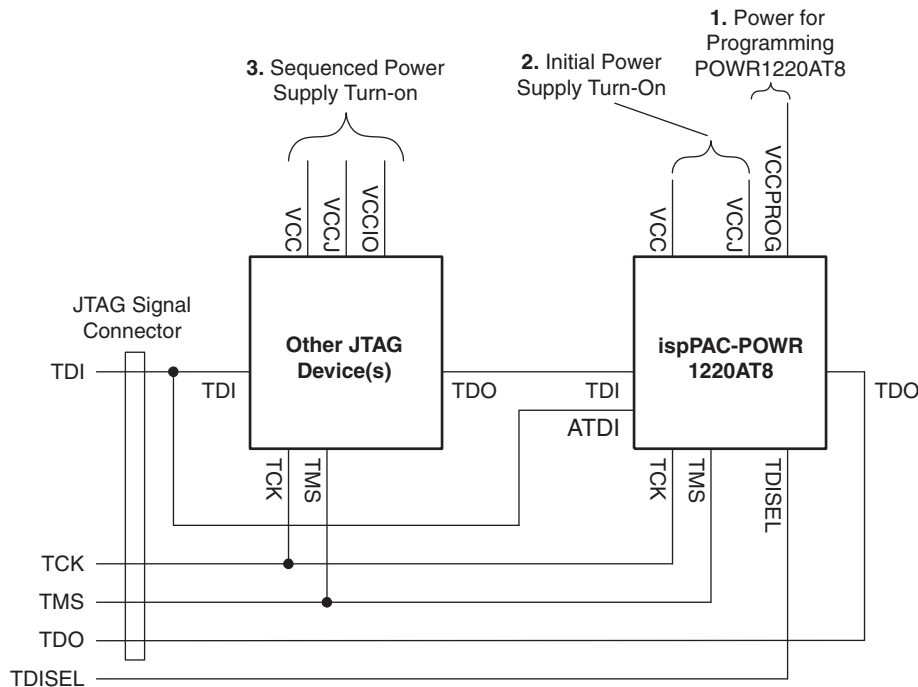 1. Power for
Programming
POWR1220AT8
2. Initial Power
Supply Turn-On
3. Sequenced Power
Supply Turn-on
VCC
VCCJ
VCCIO
VCC
VCCJ
VCCPROG
JTAG Signal
Connector
Other JTAG
Device(s)
ispPAC-POWR
1220AT8
TDI
TDI
TDO
TDI
TDO
ATDI
TCK
TMS
TCK
TMS
TDISEL
TCK
TMS
TDO
TDISEL